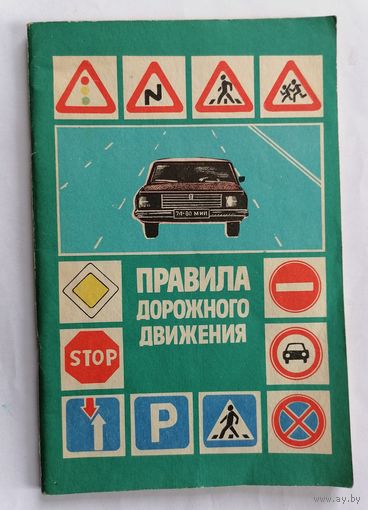 74-80 МИИ
ПРАВИЛА
ДОРОЖНОГО
ДВИЖЕНИЯ
STOP
P
www.ay.by